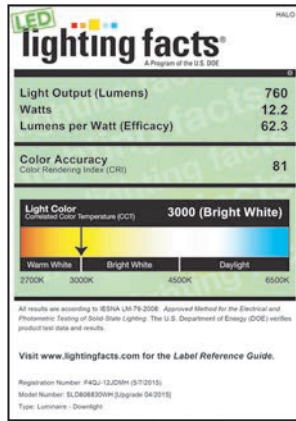 HALO
LED
lighting facts®
A Program of the U.S. DOE
Light Output (Lumens) 760
Watts 12.2
Lumens per Watt (Efficacy) 62.3
Color Accuracy 81
Color Rendering Index (CRI)
Light Color
Correlated Color Temperature (CCT) 3000 (Bright White)
Warm White Bright White Daylight
2700K 3000K 4500K 6500K
All results are according to IESNA LM-79-2008: Approved Method for the Electrical and
Photometric Testing of Solid-State Lighting. The U.S. Department of Energy (DOE) verifies
product test data and results.
Visit www.lightingfacts.com for the Label Reference Guide.
Registration Number: F4QJ-12JDMH (5/7/2015)
Model Number: SLD606830WH [Upgrade 04/2015]
Type: Luminaire - Downlight